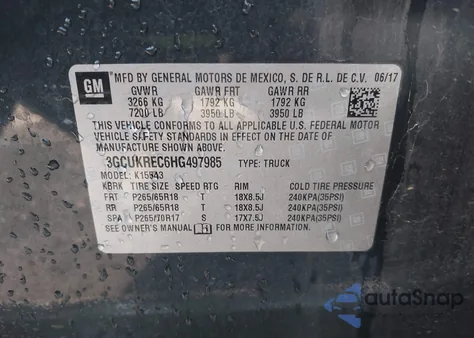 GM MFD BY GENERAL MOTORS DE MEXICO, S. DE R.L. DE C.V. 06/17
GVWR GAWR FRT GAWR RR
3266 KG 1792 KG 1792 KG
7200 LB 3950 LB 3950 LB
THIS VEHICLE CONFORMS TO ALL APPLICABLE U.S. FEDERAL MOTOR
VEHICLE SAFETY STANDARDS IN EFFECT ON THE DATE OF
MANUFACTURE SHOWN ABOVE.
3GCUKREC6HG497985 TYPE: TRUCK
MODEL: K15543
KBRK TIRE SIZE SPEED RTG RIM COLD TIRE PRESSURE
FRT P265/65R18 T 18X8.5J 240KPA(35PSI)
RR P265/65R18 T 18X8.5J 240KPA(35PSI)
SPA P265/70R17 S 17X7.5J 240KPA(35PSI)
SEE OWNER'S MANUAL FOR MORE INFORMATION.
autoSnap